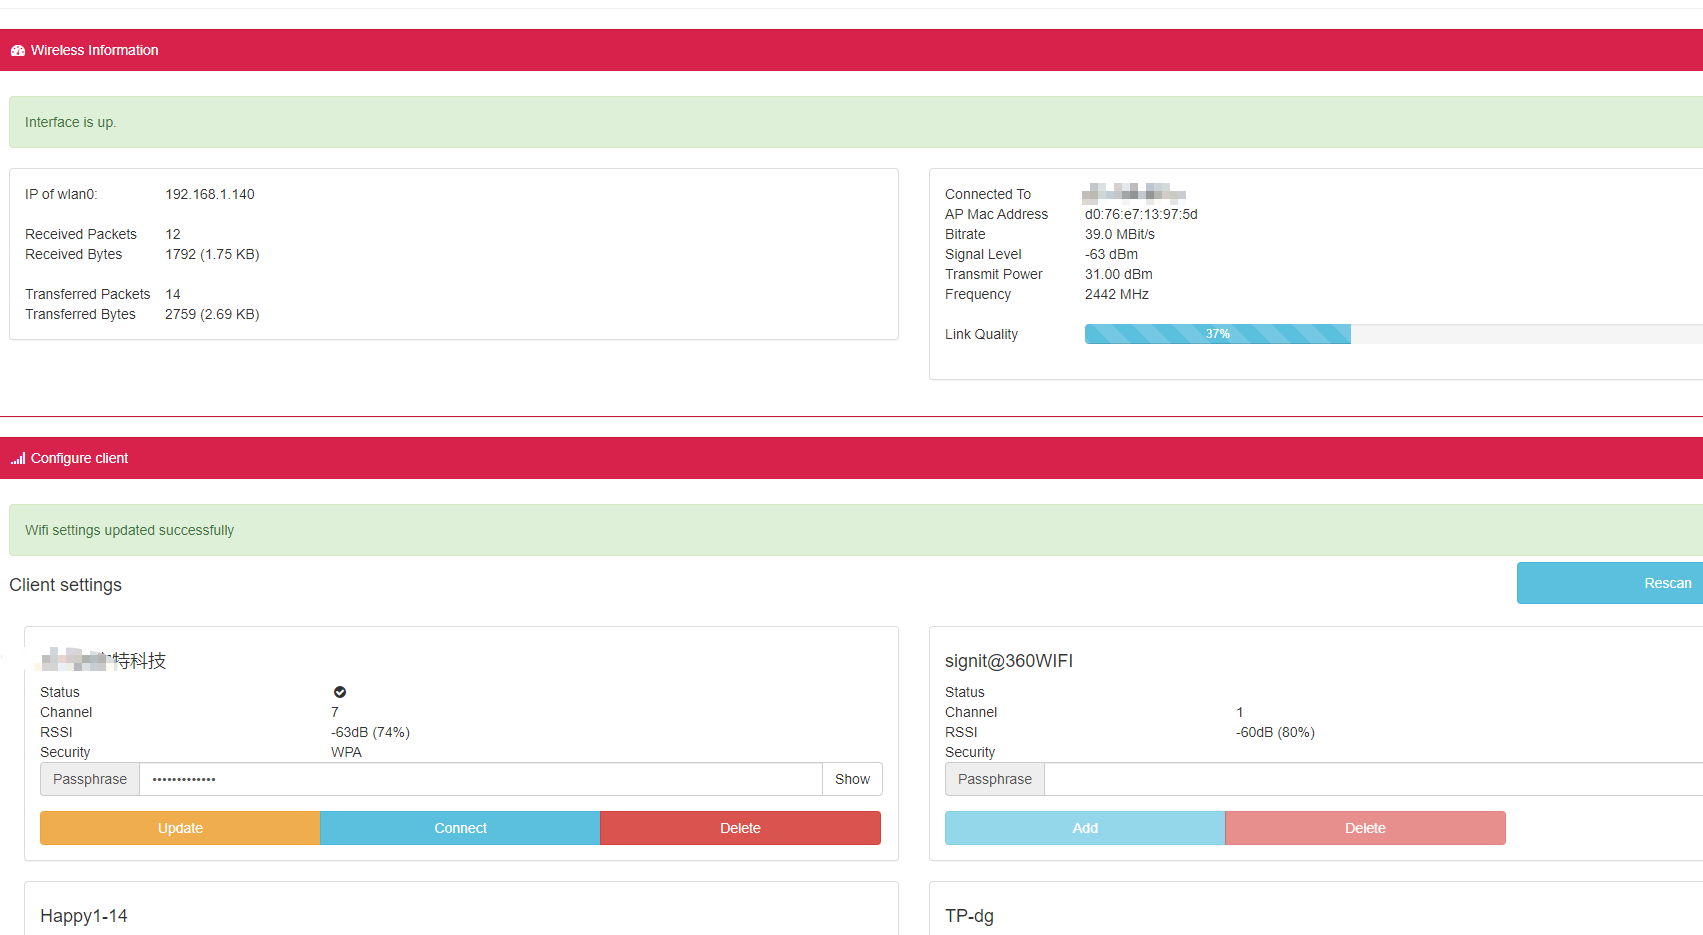 Wireless Information
Interface is up.
IP of wlan0: 192.168.1.140
Received Packets 12
Received Bytes 1792 (1.75 KB)
Transferred Packets 14
Transferred Bytes 2759 (2.69 KB)
Connected To
AP Mac Address d0:76:e7:13:97:5d
Bitrate 39.0 MBit/s
Signal Level -63 dBm
Transmit Power 31.00 dBm
Frequency 2442 MHz
Link Quality 37%
Configure client
Wifi settings updated successfully
Client settings
Rescan
特科技
Status
Channel 7
RSSI -63dB (74%)
Security WPA
Passphrase ••••••••••••• Show
Update Connect Delete
signit@360WIFI
Status
Channel 1
RSSI -60dB (80%)
Security
Passphrase
Add Delete
Happy1-14
TP-dg